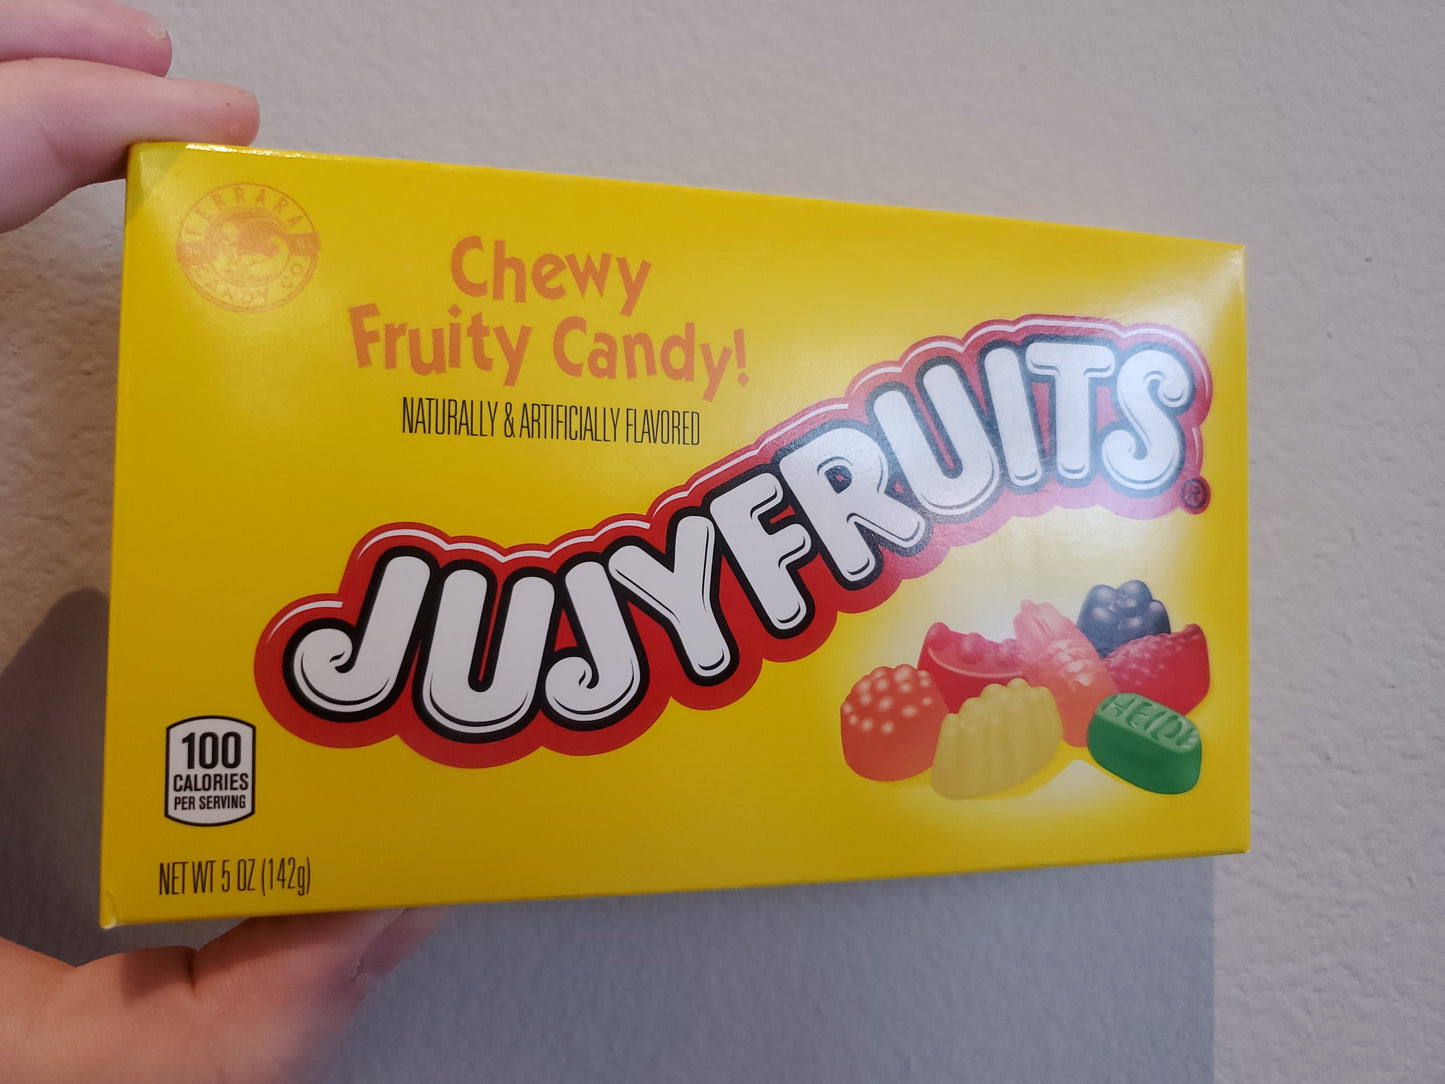 FERRARA
ILL
CANDY CO
Chewy
Fruity Candy!
NATURALLY & ARTIFICIALLY FLAVORED
JUJYFRUITS®
HEIDE
100
CALORIES
PER SERVING
NET WT 5 OZ (142g)